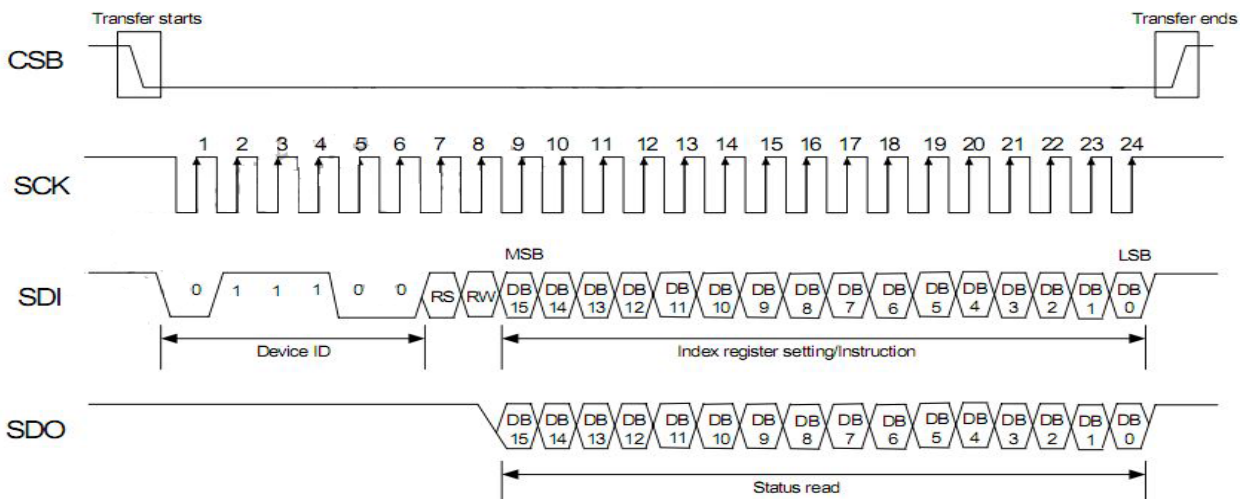 Transfer starts
Transfer ends
CSB
1 2 3 4 5 6 7 8 9 10 11 12 13 14 15 16 17 18 19 20 21 22 23 24
SCK
MSB
LSB
SDI
0 1 1 1 0 0 RS RW DB 15 DB 14 DB 13 DB 12 DB 11 DB 10 DB 9 DB 8 DB 7 DB 6 DB 5 DB 4 DB 3 DB 2 DB 1 DB 0
Device ID
Index register setting/Instruction
SDO
DB 15 DB 14 DB 13 DB 12 DB 11 DB 10 DB 9 DB 8 DB 7 DB 6 DB 5 DB 4 DB 3 DB 2 DB 1 DB 0
Status read